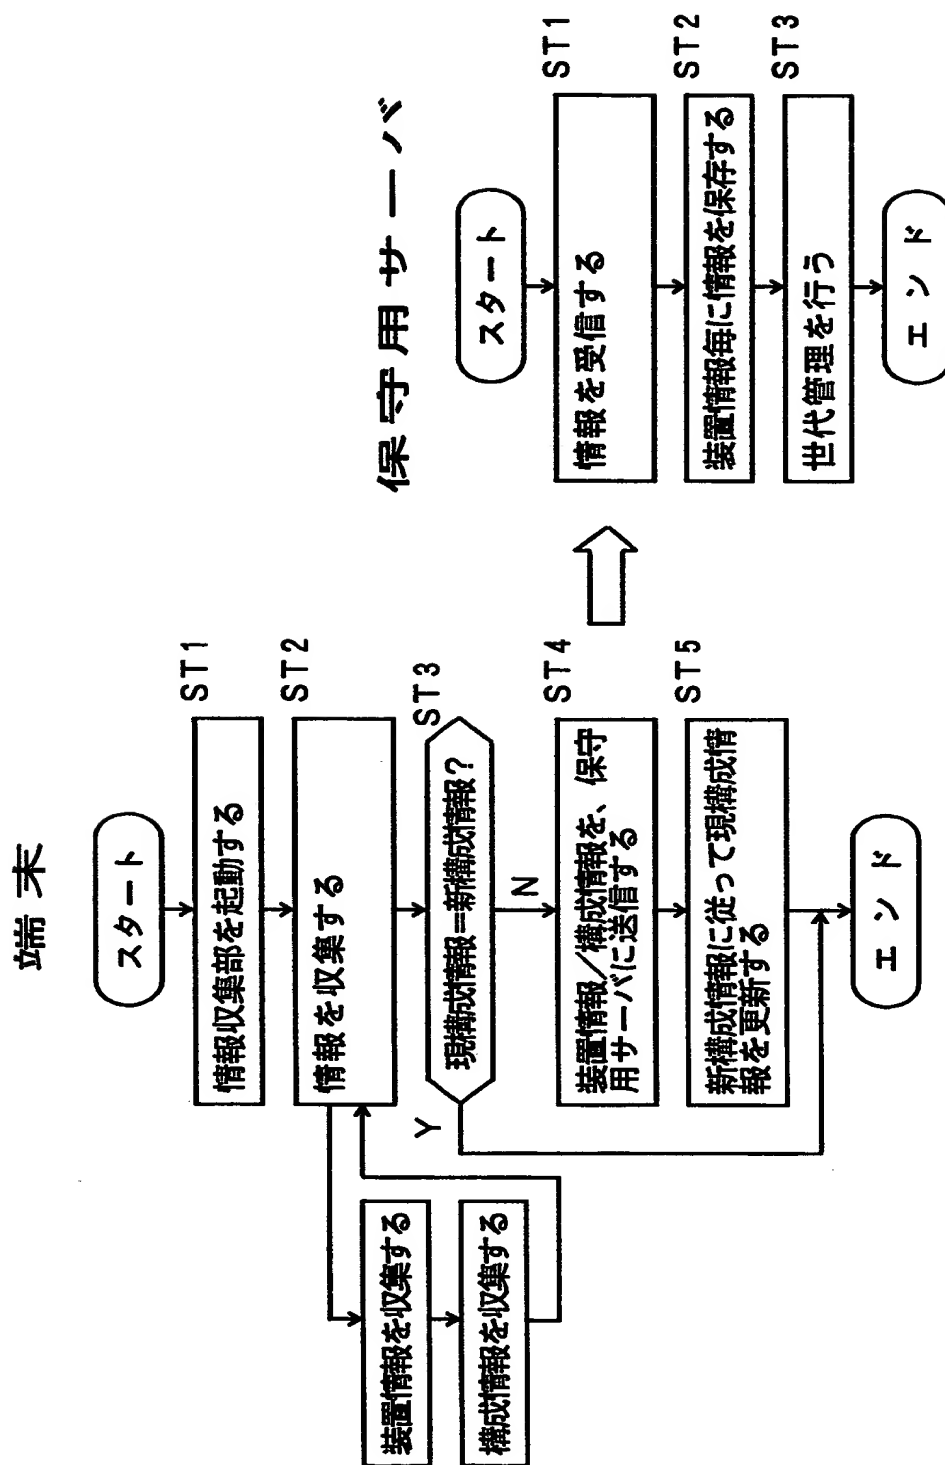 端末
スタート
情報収集部を起動する
ST1
情報を収集する
ST2
装置情報を収集する
構成情報を収集する
現構成情報=新構成情報?
ST3
Y
N
装置情報/構成情報を、保守
用サーバに送信する
ST4
新構成情報に従って現構成情
報を更新する
ST5
エンド
保守用サーバ
スタート
情報を受信する
ST1
装置情報毎に情報を保存する
ST2
世代管理を行う
ST3
エンド